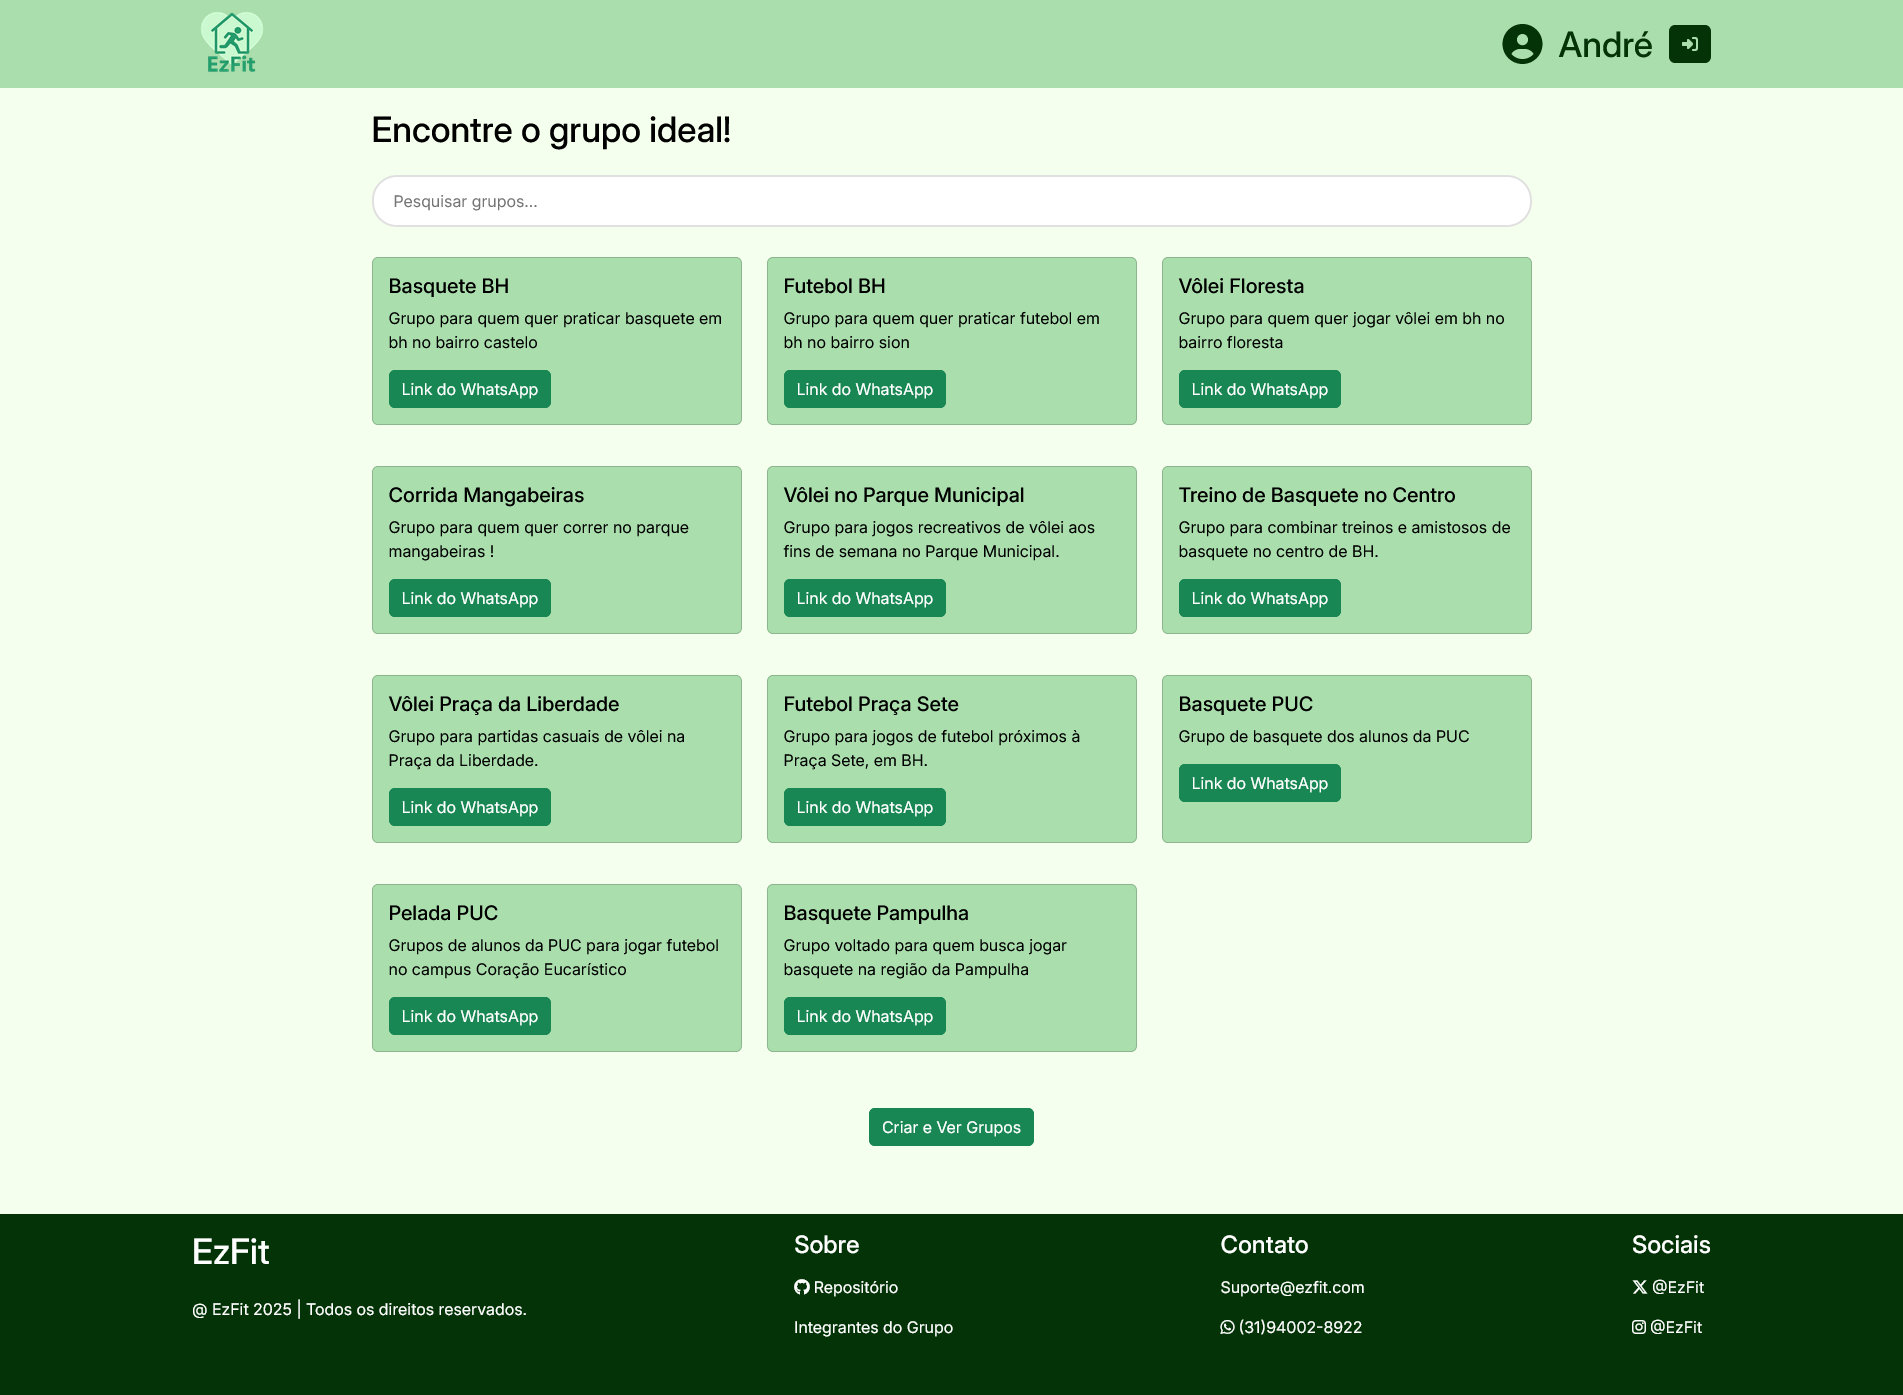 EzFit
André
Encontre o grupo ideal!
Pesquisar grupos...
Basquete BH
Grupo para quem quer praticar basquete em
bh no bairro castelo
Link do WhatsApp
Futebol BH
Grupo para quem quer praticar futebol em
bh no bairro sion
Link do WhatsApp
Vôlei Floresta
Grupo para quem quer jogar vôlei em bh no
bairro floresta
Link do WhatsApp
Corrida Mangabeiras
Grupo para quem quer correr no parque
mangabeiras !
Link do WhatsApp
Vôlei no Parque Municipal
Grupo para jogos recreativos de vôlei aos
fins de semana no Parque Municipal.
Link do WhatsApp
Treino de Basquete no Centro
Grupo para combinar treinos e amistosos de
basquete no centro de BH.
Link do WhatsApp
Vôlei Praça da Liberdade
Grupo para partidas casuais de vôlei na
Praça da Liberdade.
Link do WhatsApp
Futebol Praça Sete
Grupo para jogos de futebol próximos à
Praça Sete, em BH.
Link do WhatsApp
Basquete PUC
Grupo de basquete dos alunos da PUC
Link do WhatsApp
Pelada PUC
Grupos de alunos da PUC para jogar futebol
no campus Coração Eucarístico
Link do WhatsApp
Basquete Pampulha
Grupo voltado para quem busca jogar
basquete na região da Pampulha
Link do WhatsApp
Criar e Ver Grupos
EzFit
@ EzFit 2025 | Todos os direitos reservados.
Sobre
Repositório
Integrantes do Grupo
Contato
Suporte@ezfit.com
(31)94002-8922
Sociais
@EzFit
@EzFit